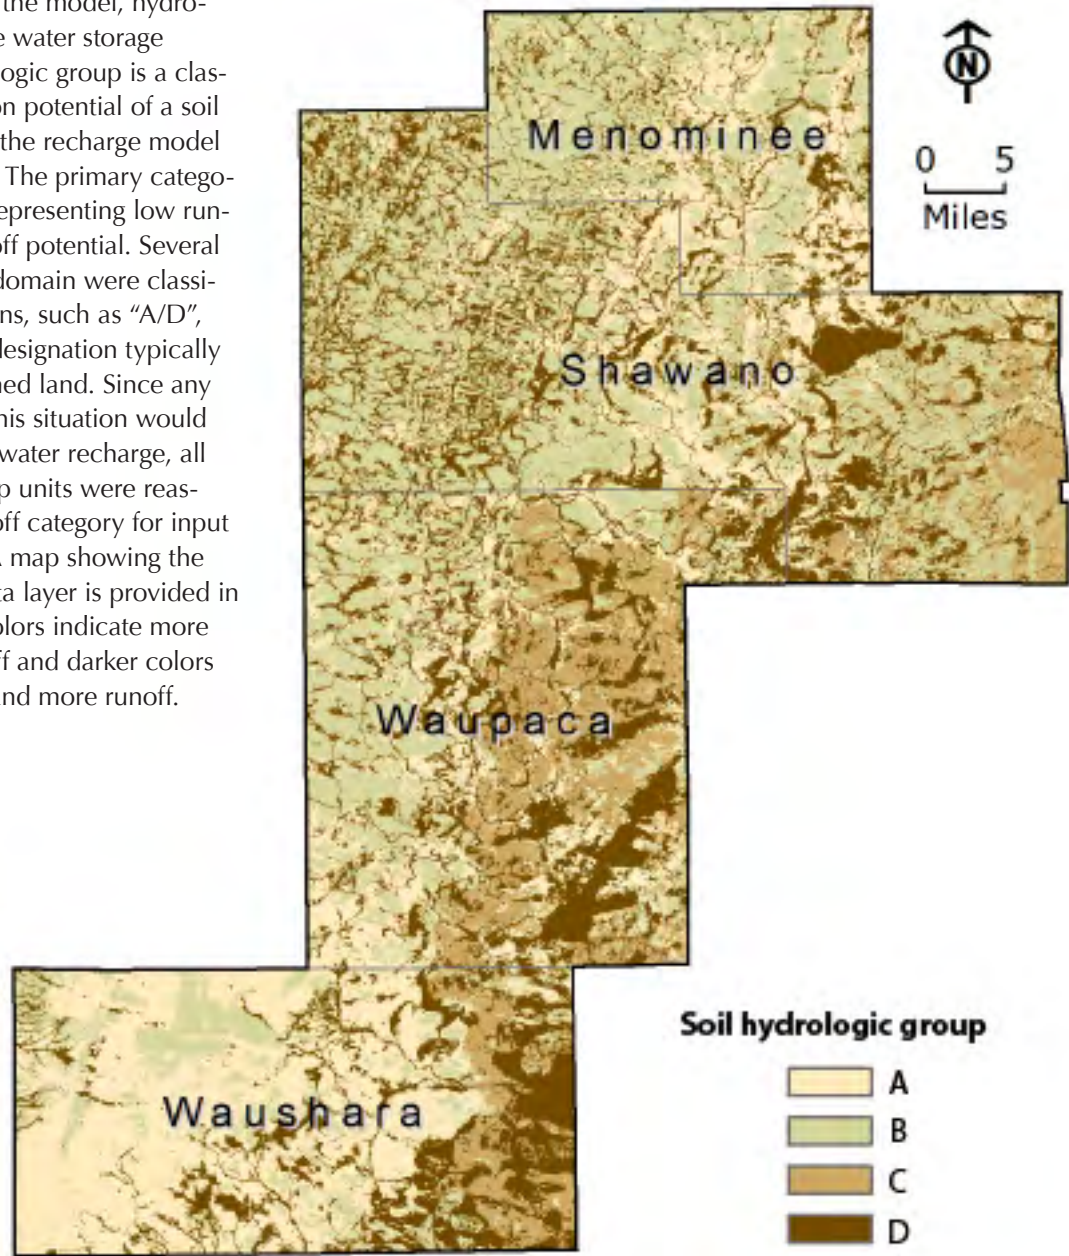 the model, hydro-
e water storage
ogic group is a clas-
on potential of a soil
the recharge model
The primary catego-
epresenting low run-
off potential. Several
domain were classi-
ns, such as “A/D”,
designation typically
ned land. Since any
his situation would
water recharge, all
p units were reas-
off category for input
map showing the
ta layer is provided in
olors indicate more
ff and darker colors
and more runoff.
N
0 5
Miles
Menominee
Shawano
Waupaca
Waushara
Soil hydrologic group
A
B
C
D